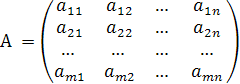 a₁₁ a₁₂ … a₁ₙ
a₂₁ a₂₂ … a₂ₙ
A = … … … …
aₘ₁ aₘ₂ … aₘₙ